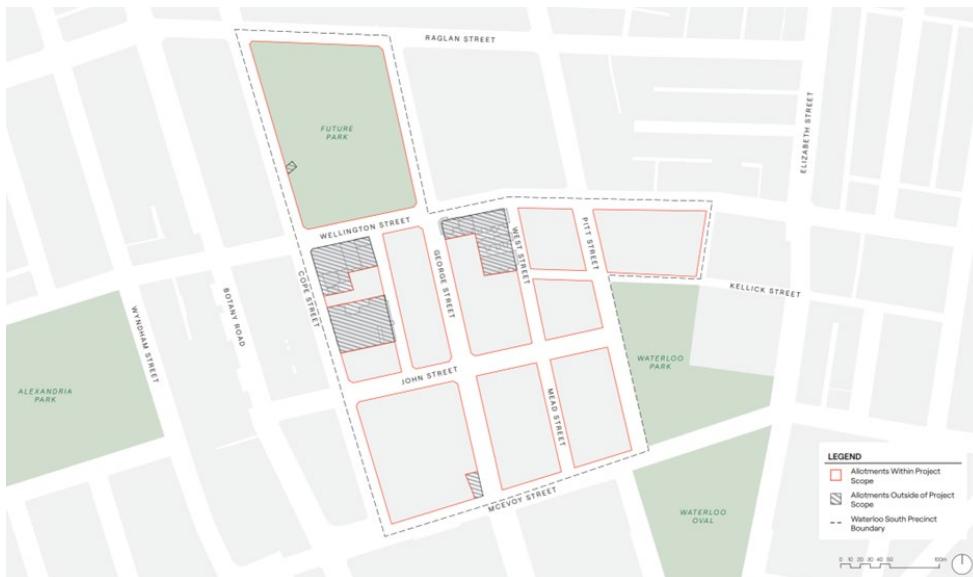 RAGLAN STREET
FUTURE
PARK
ELIZABETH STREET
WELLINGTON STREET
PITT STREET
WEST STREET
GEORGE STREET
COPE STREET
KELLICK STREET
BOTANY ROAD
WYNDHAM STREET
WATERLOO
PARK
JOHN STREET
ALEXANDRIA
PARK
MEAD STREET
MCEVOY STREET
WATERLOO
OVAL
LEGEND
Allotments Within Project
Scope
Allotments Outside of Project
Scope
Waterloo South Precinct
Boundary
0 10 20 30 40 50 100m